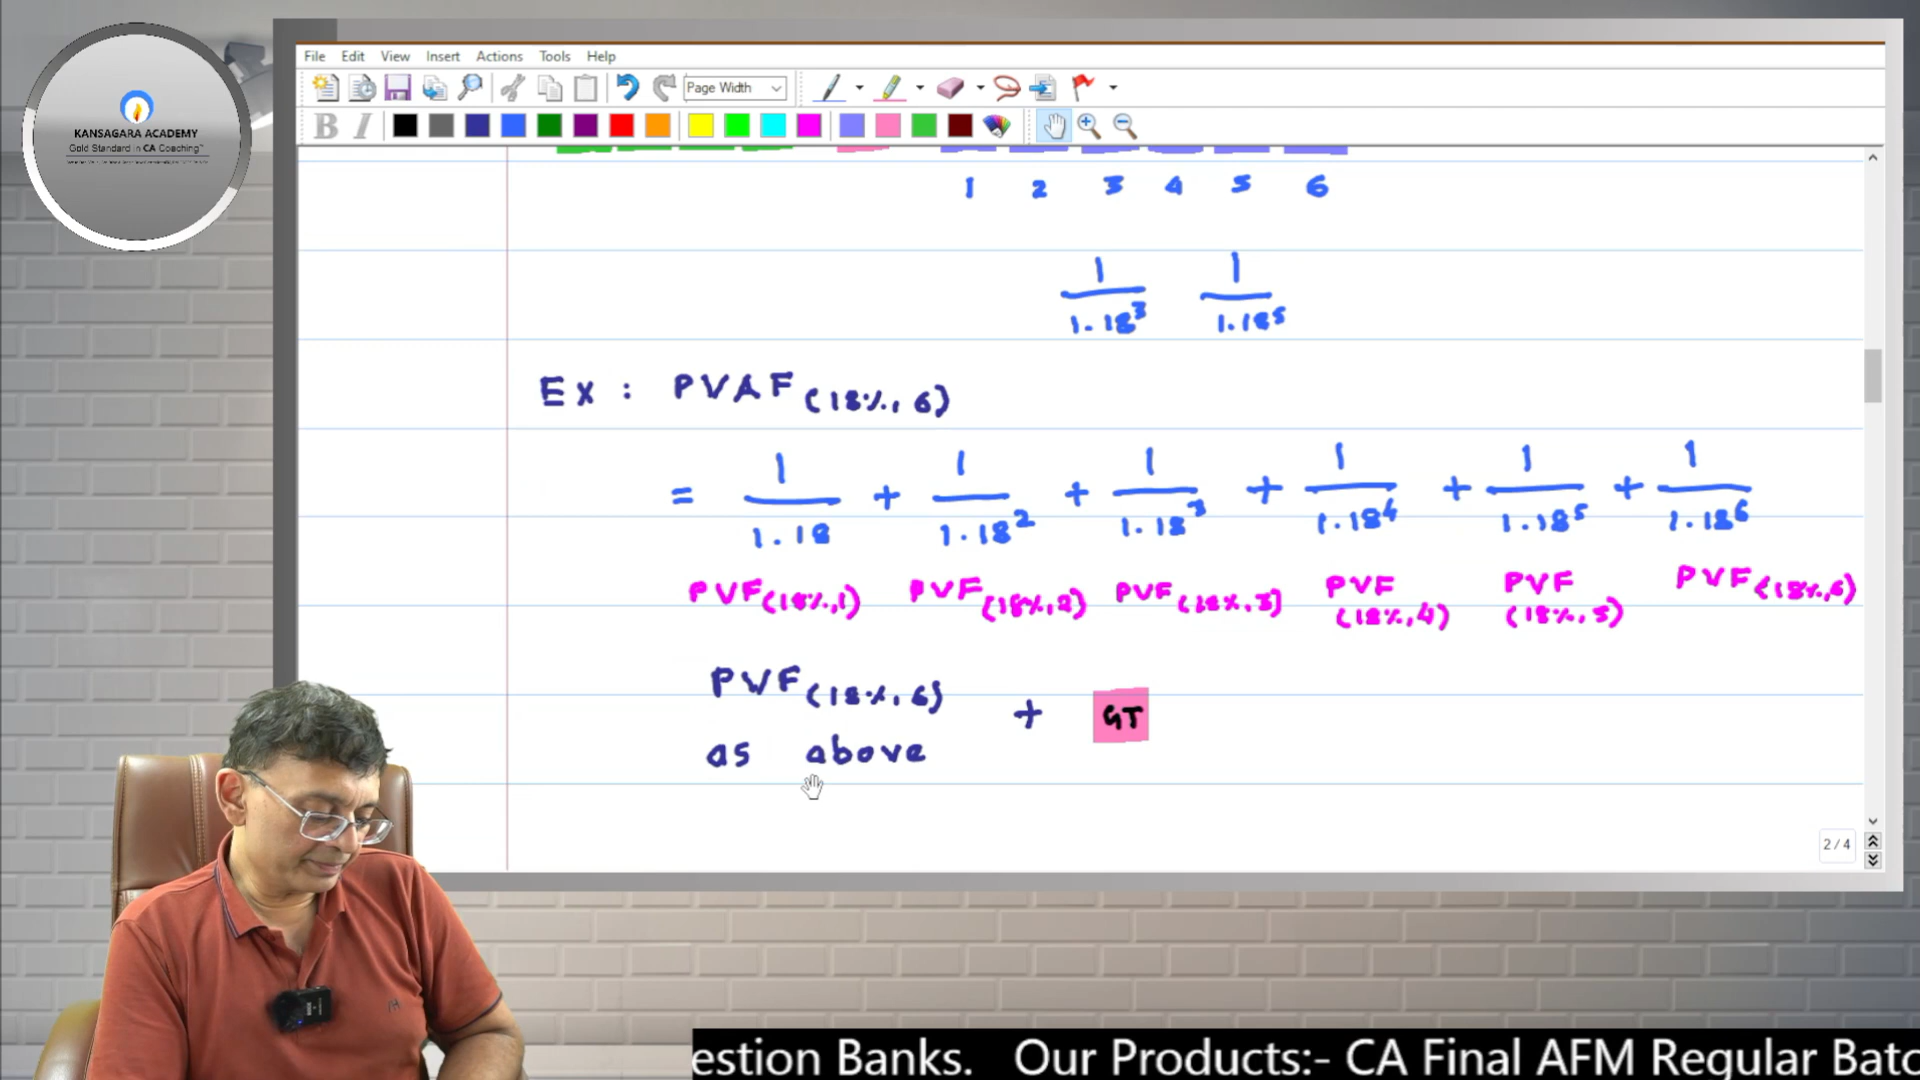 KANSAGARA ACADEMY
Gold Standard in CA Coaching™
File Edit View Insert Actions Tools Help
Page Width
B I
1 2 3 4 5 6
1 1
1.18³ 1.18⁵
Ex : PVAF(18%, 6)
= 1 + 1 + 1 + 1 + 1 + 1
1.18 1.18² 1.18³ 1.18⁴ 1.18⁵ 1.18⁶
PVF(18%,1) PVF(18%,2) PVF(18%,3) PVF(18%,4) PVF(18%,5) PVF(18%,6)
PVF(18%, 6) + GT
as above
2 / 4
estion Banks. Our Products:- CA Final AFM Regular Batc